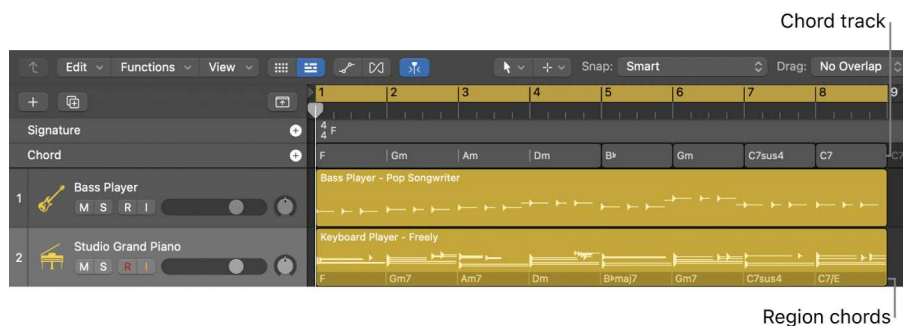 Chord track
Edit Functions View Snap: Smart Drag: No Overlap
1 2 3 4 5 6 7 8 9
Signature 4 4 F
Chord F Gm Am Dm B♭ Gm C7sus4 C7 C7
Bass Player - Pop Songwriter
1 Bass Player
M S R I
Keyboard Player - Freely
2 Studio Grand Piano
M S R I
F Gm7 Am7 Dm B♭maj7 Gm7 C7sus4 C7/E
Region chords